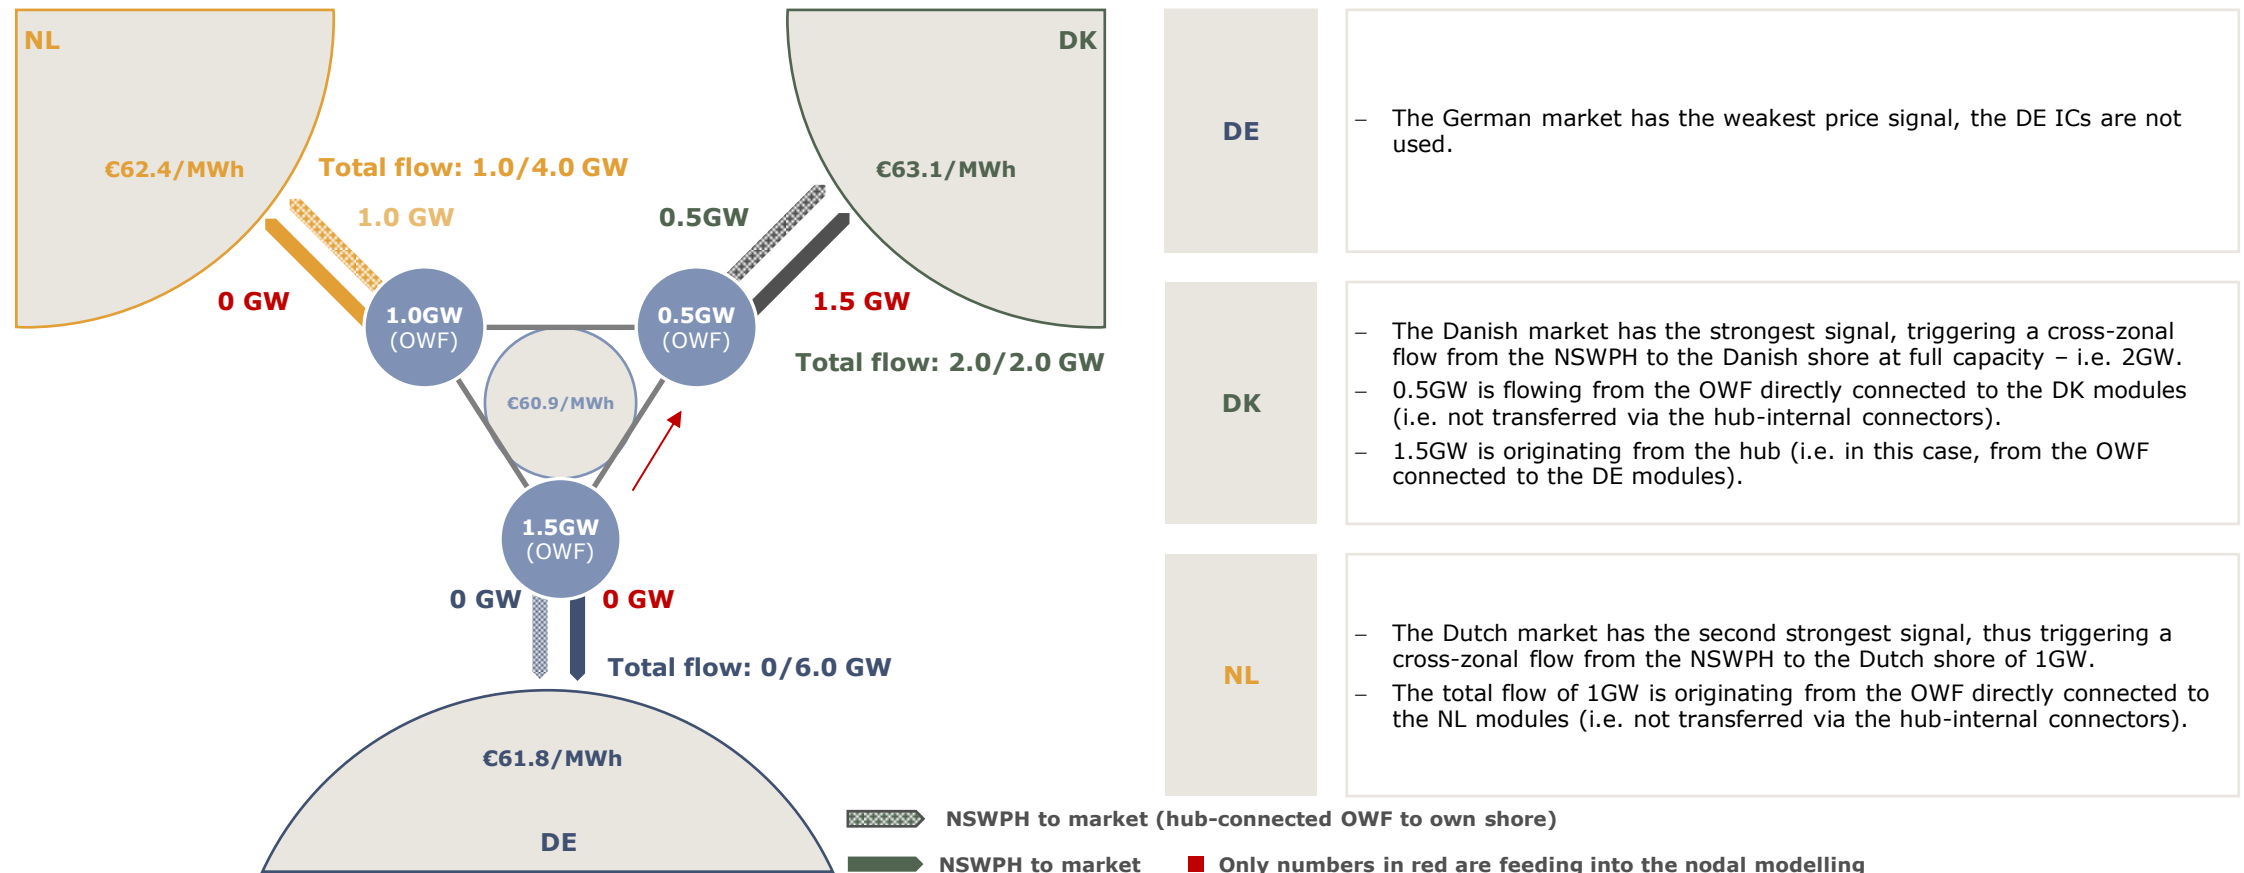 NL
€62.4/MWh
Total flow: 1.0/4.0 GW
1.0 GW
0 GW
1.0GW
(OWF)
DK
€63.1/MWh
0.5GW
1.5 GW
Total flow: 2.0/2.0 GW
0.5GW
(OWF)
€60.9/MWh
1.5GW
(OWF)
0 GW
0 GW
Total flow: 0/6.0 GW
€61.8/MWh
DE
DE
– The German market has the weakest price signal, the DE ICs are not
used.
DK
– The Danish market has the strongest signal, triggering a cross-zonal
flow from the NSWPH to the Danish shore at full capacity – i.e. 2GW.
– 0.5GW is flowing from the OWF directly connected to the DK modules
(i.e. not transferred via the hub-internal connectors).
– 1.5GW is originating from the hub (i.e. in this case, from the OWF
connected to the DE modules).
NL
– The Dutch market has the second strongest signal, thus triggering a
cross-zonal flow from the NSWPH to the Dutch shore of 1GW.
– The total flow of 1GW is originating from the OWF directly connected to
the NL modules (i.e. not transferred via the hub-internal connectors).
NSWPH to market (hub-connected OWF to own shore)
NSWPH to market
Only numbers in red are feeding into the nodal modelling